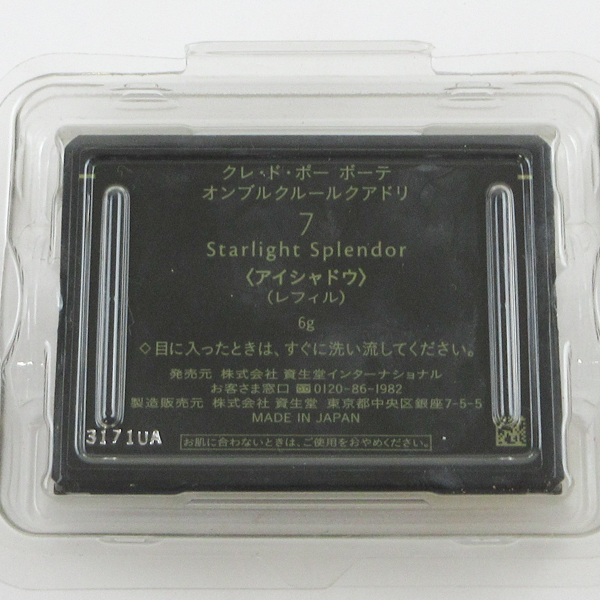 クレ・ド・ポー ボーテ
オンブルクルールクアドリ
7
Starlight Splendor
〈アイシャドウ〉
(レフィル)
6g
◇目に入ったときは、すぐに洗い流してください。
発売元 株式会社 資生堂インターナショナル
お客さま窓口 0120-86-1982
製造販売元 株式会社 資生堂 東京都中央区銀座7-5-5
MADE IN JAPAN
3171UA
お肌に合わないときは、ご使用をおやめください。